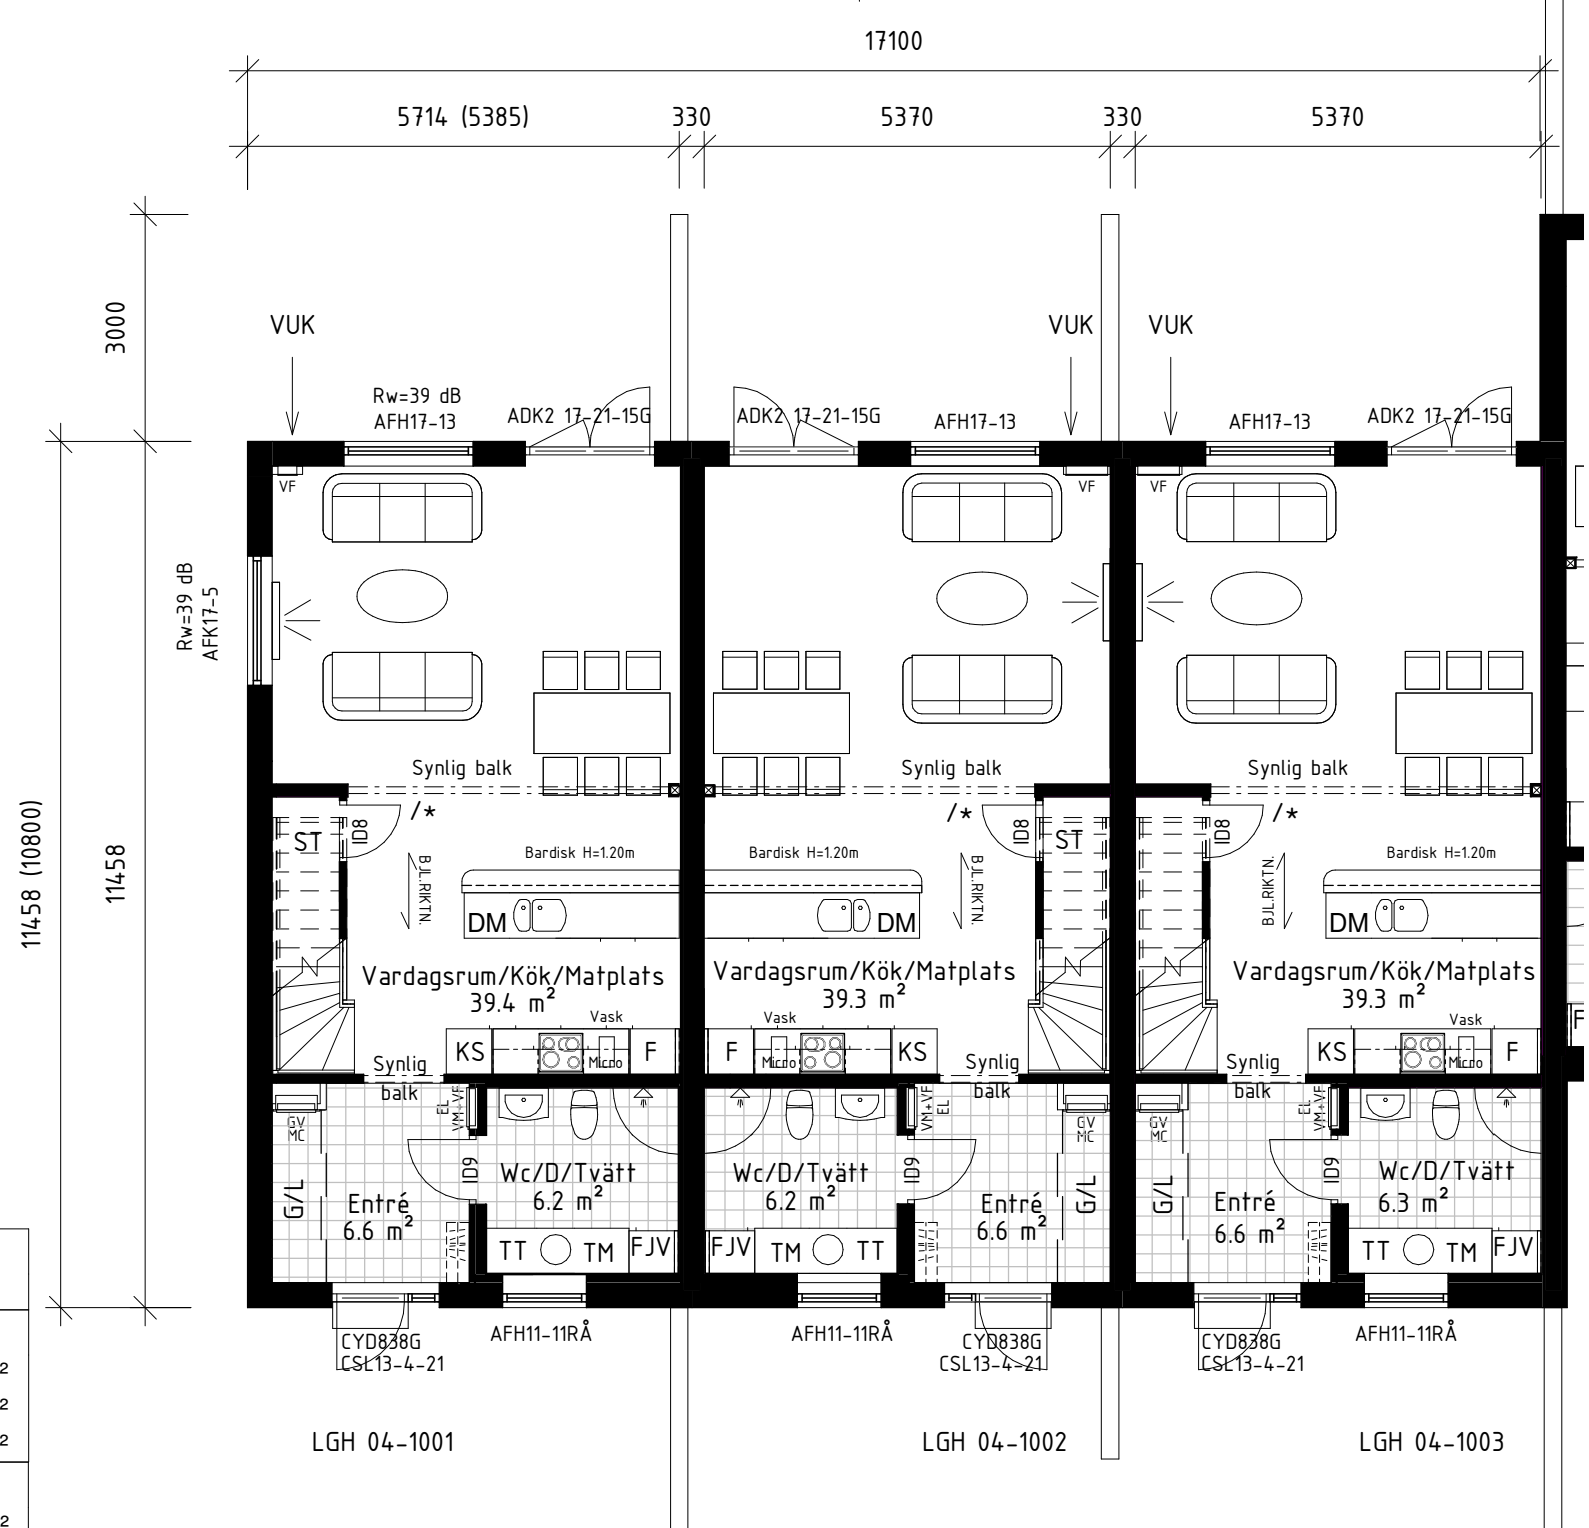 17100
5714 (5385)
330
5370
330
5370
3000
11458 (10800)
11458
VUK
VUK
VUK
Rw=39 dB
AFH17-13
ADK2 17-21-15G
ADK2 17-21-15G
AFH17-13
AFH17-13
ADK2 17-21-15G
VF
VF
VF
Rw=39 dB
AFK17-5
Synlig balk
Synlig balk
Synlig balk
/*
/*
/*
ST
ID8
ID8
ST
ID8
Bardisk H=1.20m
Bardisk H=1.20m
Bardisk H=1.20m
BJL.RIKTN.
BJL.RIKTN.
BJL.RIKTN.
DM
DM
DM
Vardagsrum/Kök/Matplats
39.4 m²
Vardagsrum/Kök/Matplats
39.3 m²
Vardagsrum/Kök/Matplats
39.3 m²
Vask
Vask
Vask
KS
Micro
F
F
Micro
KS
KS
Micro
F
F
Synlig
balk
Synlig
balk
Synlig
balk
GV
MC
EL
VM+VF
VM+VF
EL
GV
MC
GV
MC
EL
VM+VF
G/L
ID9
Entré
6.6 m²
Wc/D/Tvätt
6.2 m²
Wc/D/Tvätt
6.2 m²
ID9
Entré
6.6 m²
G/L
G/L
Entré
6.6 m²
ID9
Wc/D/Tvätt
6.3 m²
TT
TM
FJV
FJV
TM
TT
TT
TM
FJV
CYD838G
CSL13-4-21
AFH11-11RÅ
AFH11-11RÅ
CYD838G
CSL13-4-21
CYD838G
CSL13-4-21
AFH11-11RÅ
2
2
2
2
LGH 04-1001
LGH 04-1002
LGH 04-1003